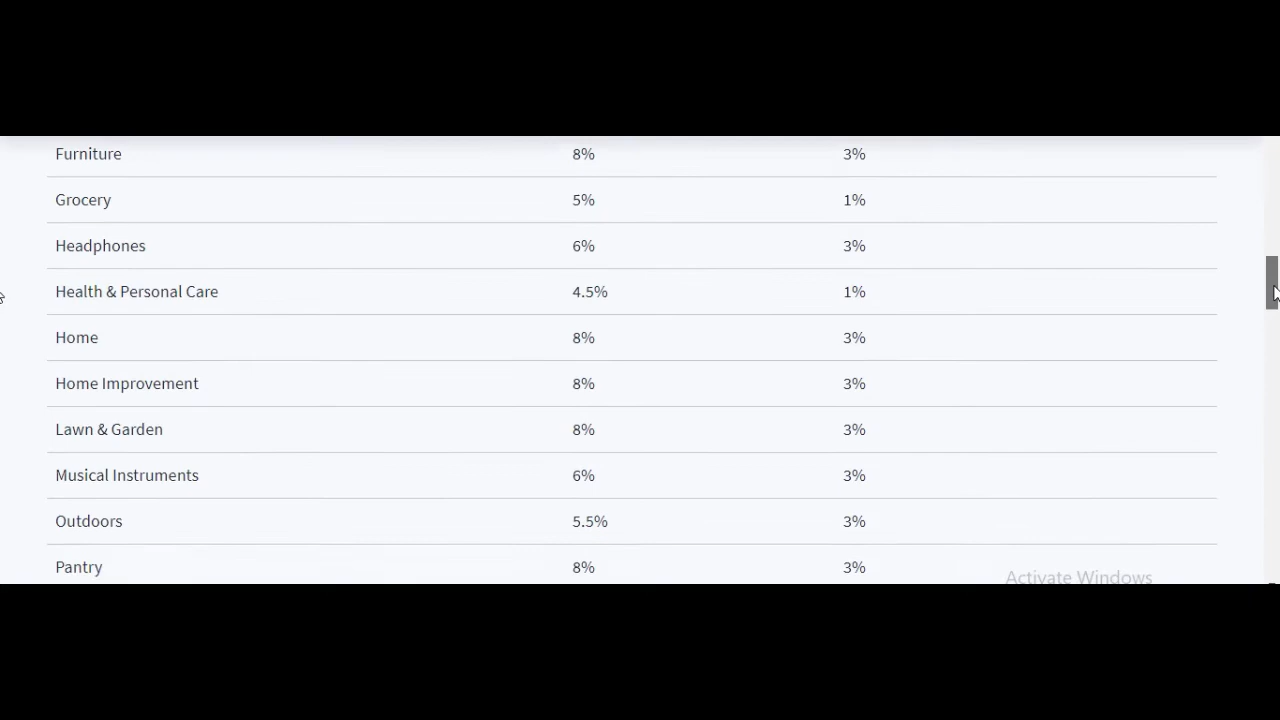 Furniture 8% 3%
Grocery 5% 1%
Headphones 6% 3%
Health & Personal Care 4.5% 1%
Home 8% 3%
Home Improvement 8% 3%
Lawn & Garden 8% 3%
Musical Instruments 6% 3%
Outdoors 5.5% 3%
Pantry 8% 3%
Activate Windows